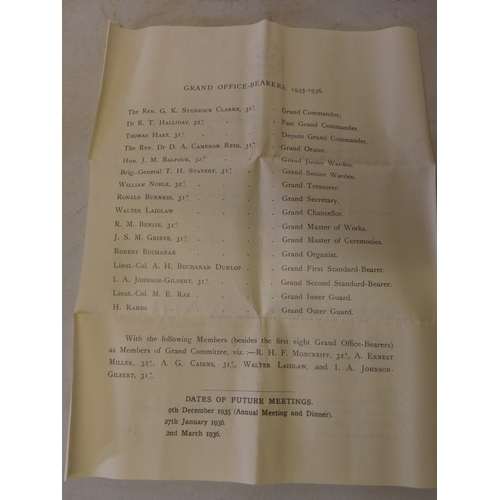 GRAND OFFICE-BEARERS, 1935-1936.
The Rev. G. K. Sturrock Clarke, 32°. Grand Commander.
Dr R. T. Halliday, 32°. . . Past Grand Commander.
Thomas Hart, 31°. . . . Depute Grand Commander.
The Rev. Dr D. A. Cameron Reid, 31°. . Grand Orator.
Hon. J. M. Balfour, 32°. . . Grand Junior Warden.
Brig.-General T. H. Stavert, 31°. . Grand Senior Warden.
William Noble, 32°. . . . Grand Treasurer.
Ronald Burness, 31°. . . . Grand Secretary.
Walter Laidlaw . . . . Grand Chancellor.
R. M. Benzie, 31°. . . . Grand Master of Works.
J. S. M. Grieve, 31°. . . . Grand Master of Ceremonies.
Robert Buchanan . . . . Grand Organist.
Lieut.-Col. A. H. Buchanan Dunlop . . Grand First Standard-Bearer.
I. A. Johnson-Gilbert, 31°. . . Grand Second Standard-Bearer.
Lieut.-Col. M. E. Rae . . . Grand Inner Guard.
H. Rands . . . . Grand Outer Guard.
With the following Members (besides the first eight Grand Office-Bearers)
as Members of Grand Committee, viz. :—R. H. F. Moncreiff, 32°., A. Ernest
Miller, 32°., A. G. Cairns, 31°., Walter Laidlaw, and I. A. Johnson-
Gilbert, 31°.
DATES OF FUTURE MEETINGS.
9th December 1935 (Annual Meeting and Dinner).
27th January 1936.
2nd March 1936.